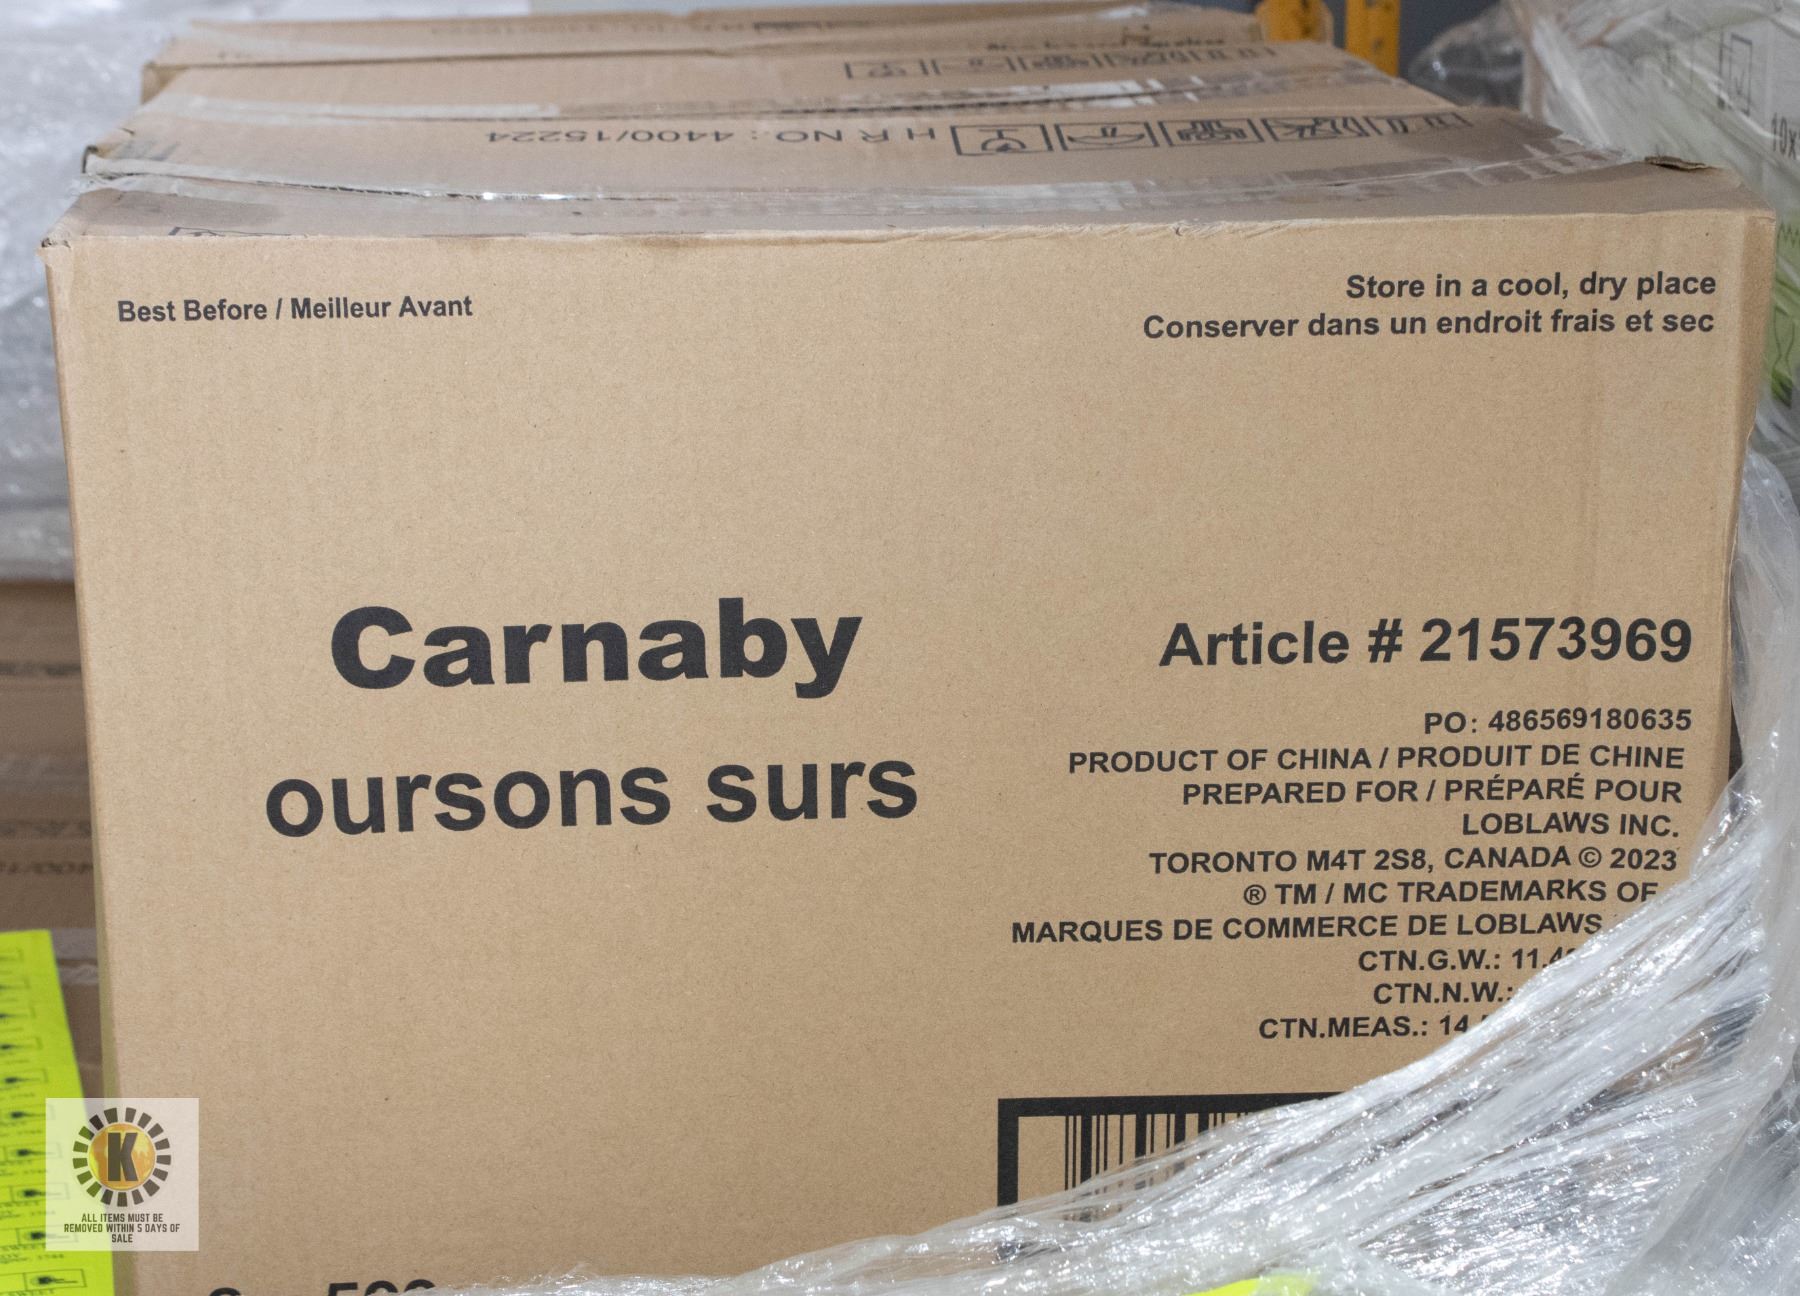 H R NO : 4400/15224
Best Before / Meilleur Avant
Store in a cool, dry place
Conserver dans un endroit frais et sec
Carnaby
oursons surs
Article # 21573969
PO: 486569180635
PRODUCT OF CHINA / PRODUIT DE CHINE
PREPARED FOR / PRÉPARÉ POUR
LOBLAWS INC.
TORONTO M4T 2S8, CANADA © 2023
® TM / MC TRADEMARKS OF
MARQUES DE COMMERCE DE LOBLAWS
CTN.G.W.: 11.4
CTN.N.W.:
CTN.MEAS.: 14
K
ALL ITEMS MUST BE
REMOVED WITHIN 5 DAYS OF
SALE